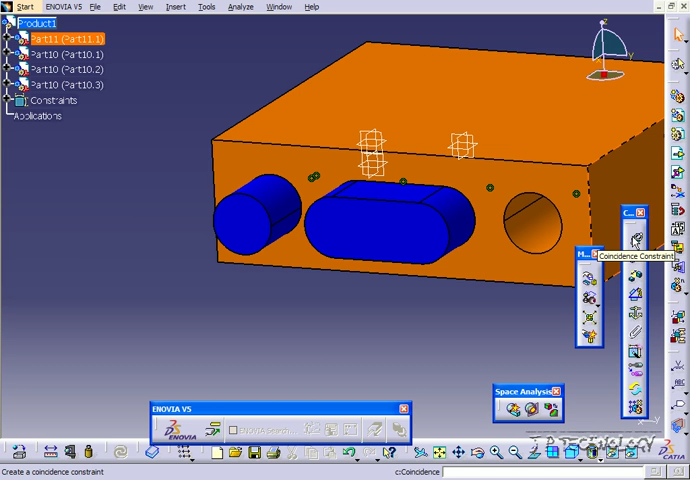 Start ENOVIA V5 File Edit View Insert Tools Analyze Window Help
Product1
Part11 (Part11.1)
Part10 (Part10.1)
Part10 (Part10.2)
Part10 (Part10.3)
Constraints
Applications
z
y
C...
M...
Coincidence Constraint
Space Analysis
ENOVIA V5
ENOVIA
ENOVIA Search...
CATIA
Create a coincidence constraint
c:Coincidence